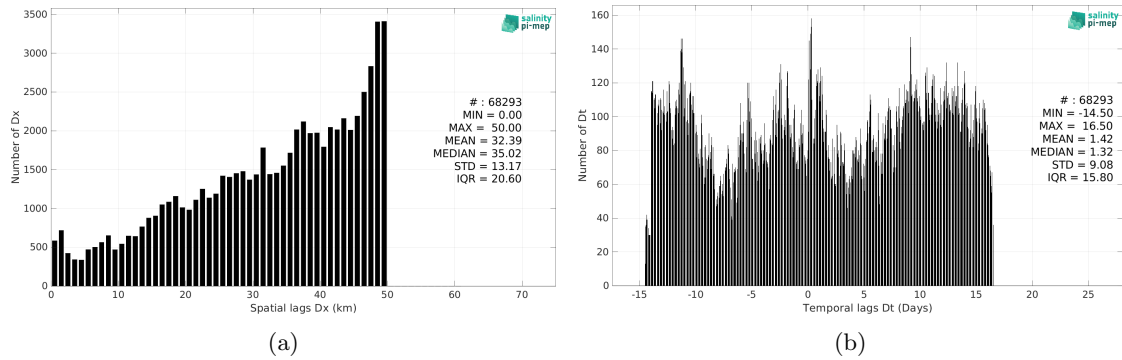 salinity
pi-mep
Number of Dx
3500
3000
2500
2000
1500
1000
500
0
# : 68293
MIN = 0.00
MAX = 50.00
MEAN = 32.39
MEDIAN = 35.02
STD = 13.17
IQR = 20.60
0 10 20 30 40 50 60 70
Spatial lags Dx (km)
(a)
salinity
pi-mep
Number of Dt
160
140
120
100
80
60
40
20
0
# : 68293
MIN = -14.50
MAX = 16.50
MEAN = 1.42
MEDIAN = 1.32
STD = 9.08
IQR = 15.80
-15 -10 -5 0 5 10 15 20 25
Temporal lags Dt (Days)
(b)